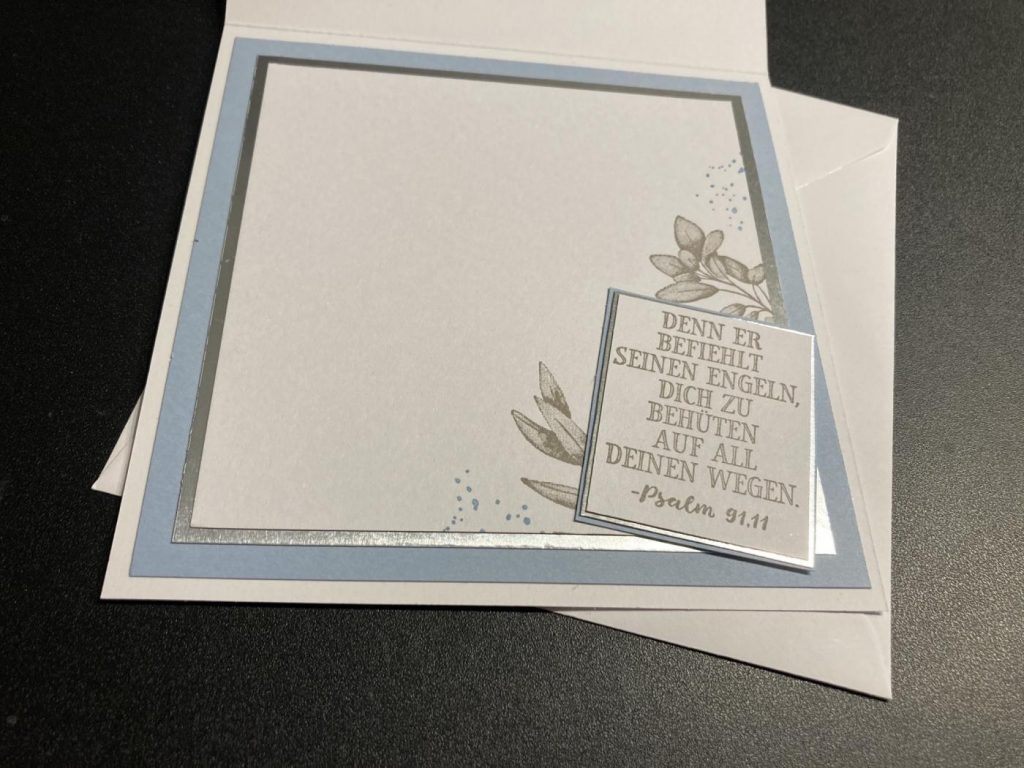 DENN ER
BEFIEHLT
SEINEN ENGELN,
DICH ZU
BEHÜTEN
AUF ALL
DEINEN WEGEN.
-Psalm 91.11